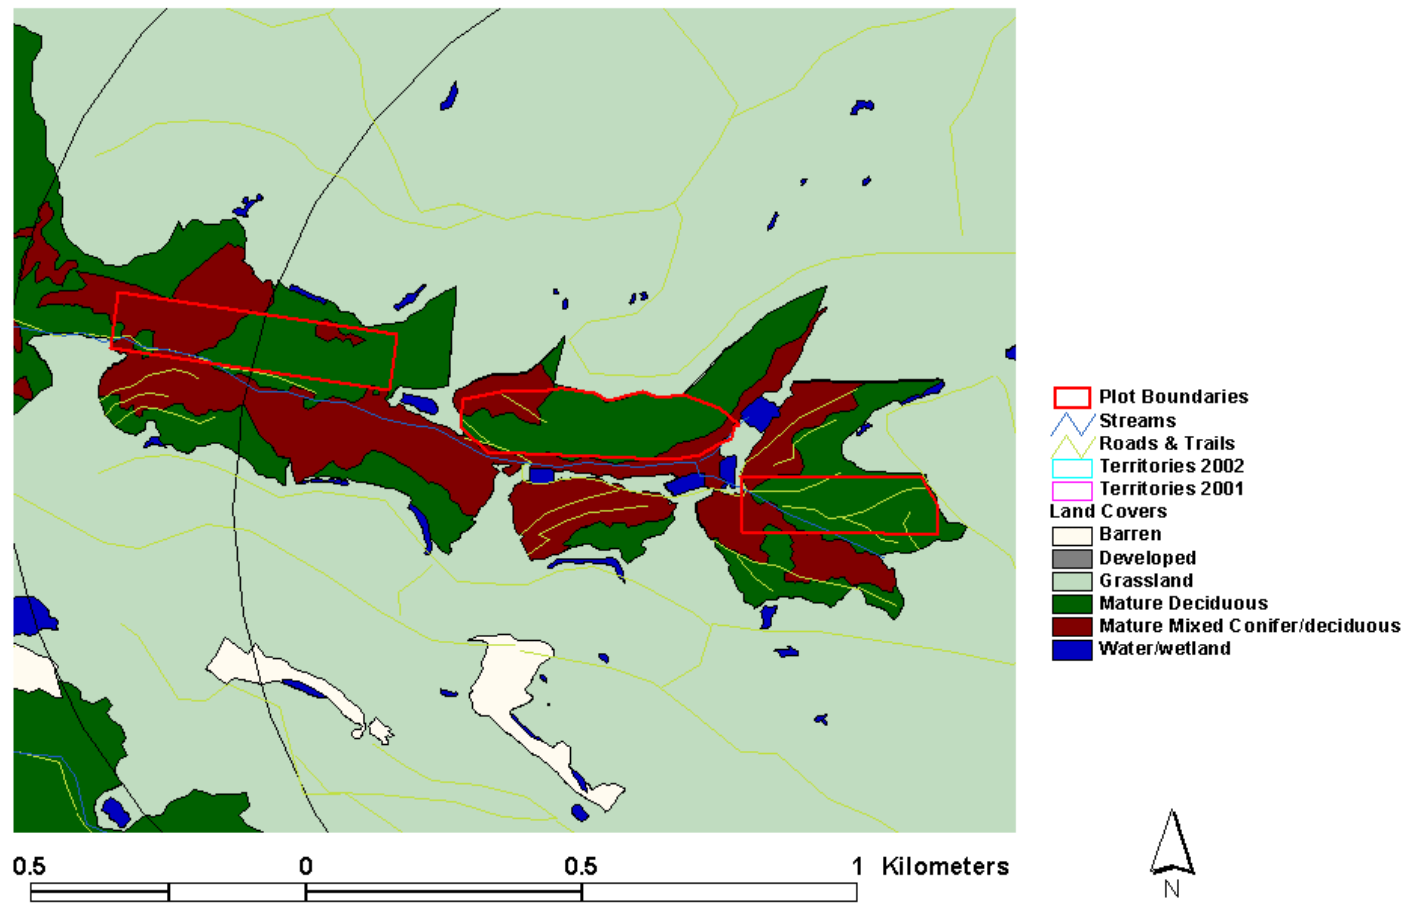 Plot Boundaries
Streams
Roads & Trails
Territories 2002
Territories 2001
Land Covers
Barren
Developed
Grassland
Mature Deciduous
Mature Mixed Conifer/deciduous
Water/wetland
0.5 0 0.5 1 Kilometers
N